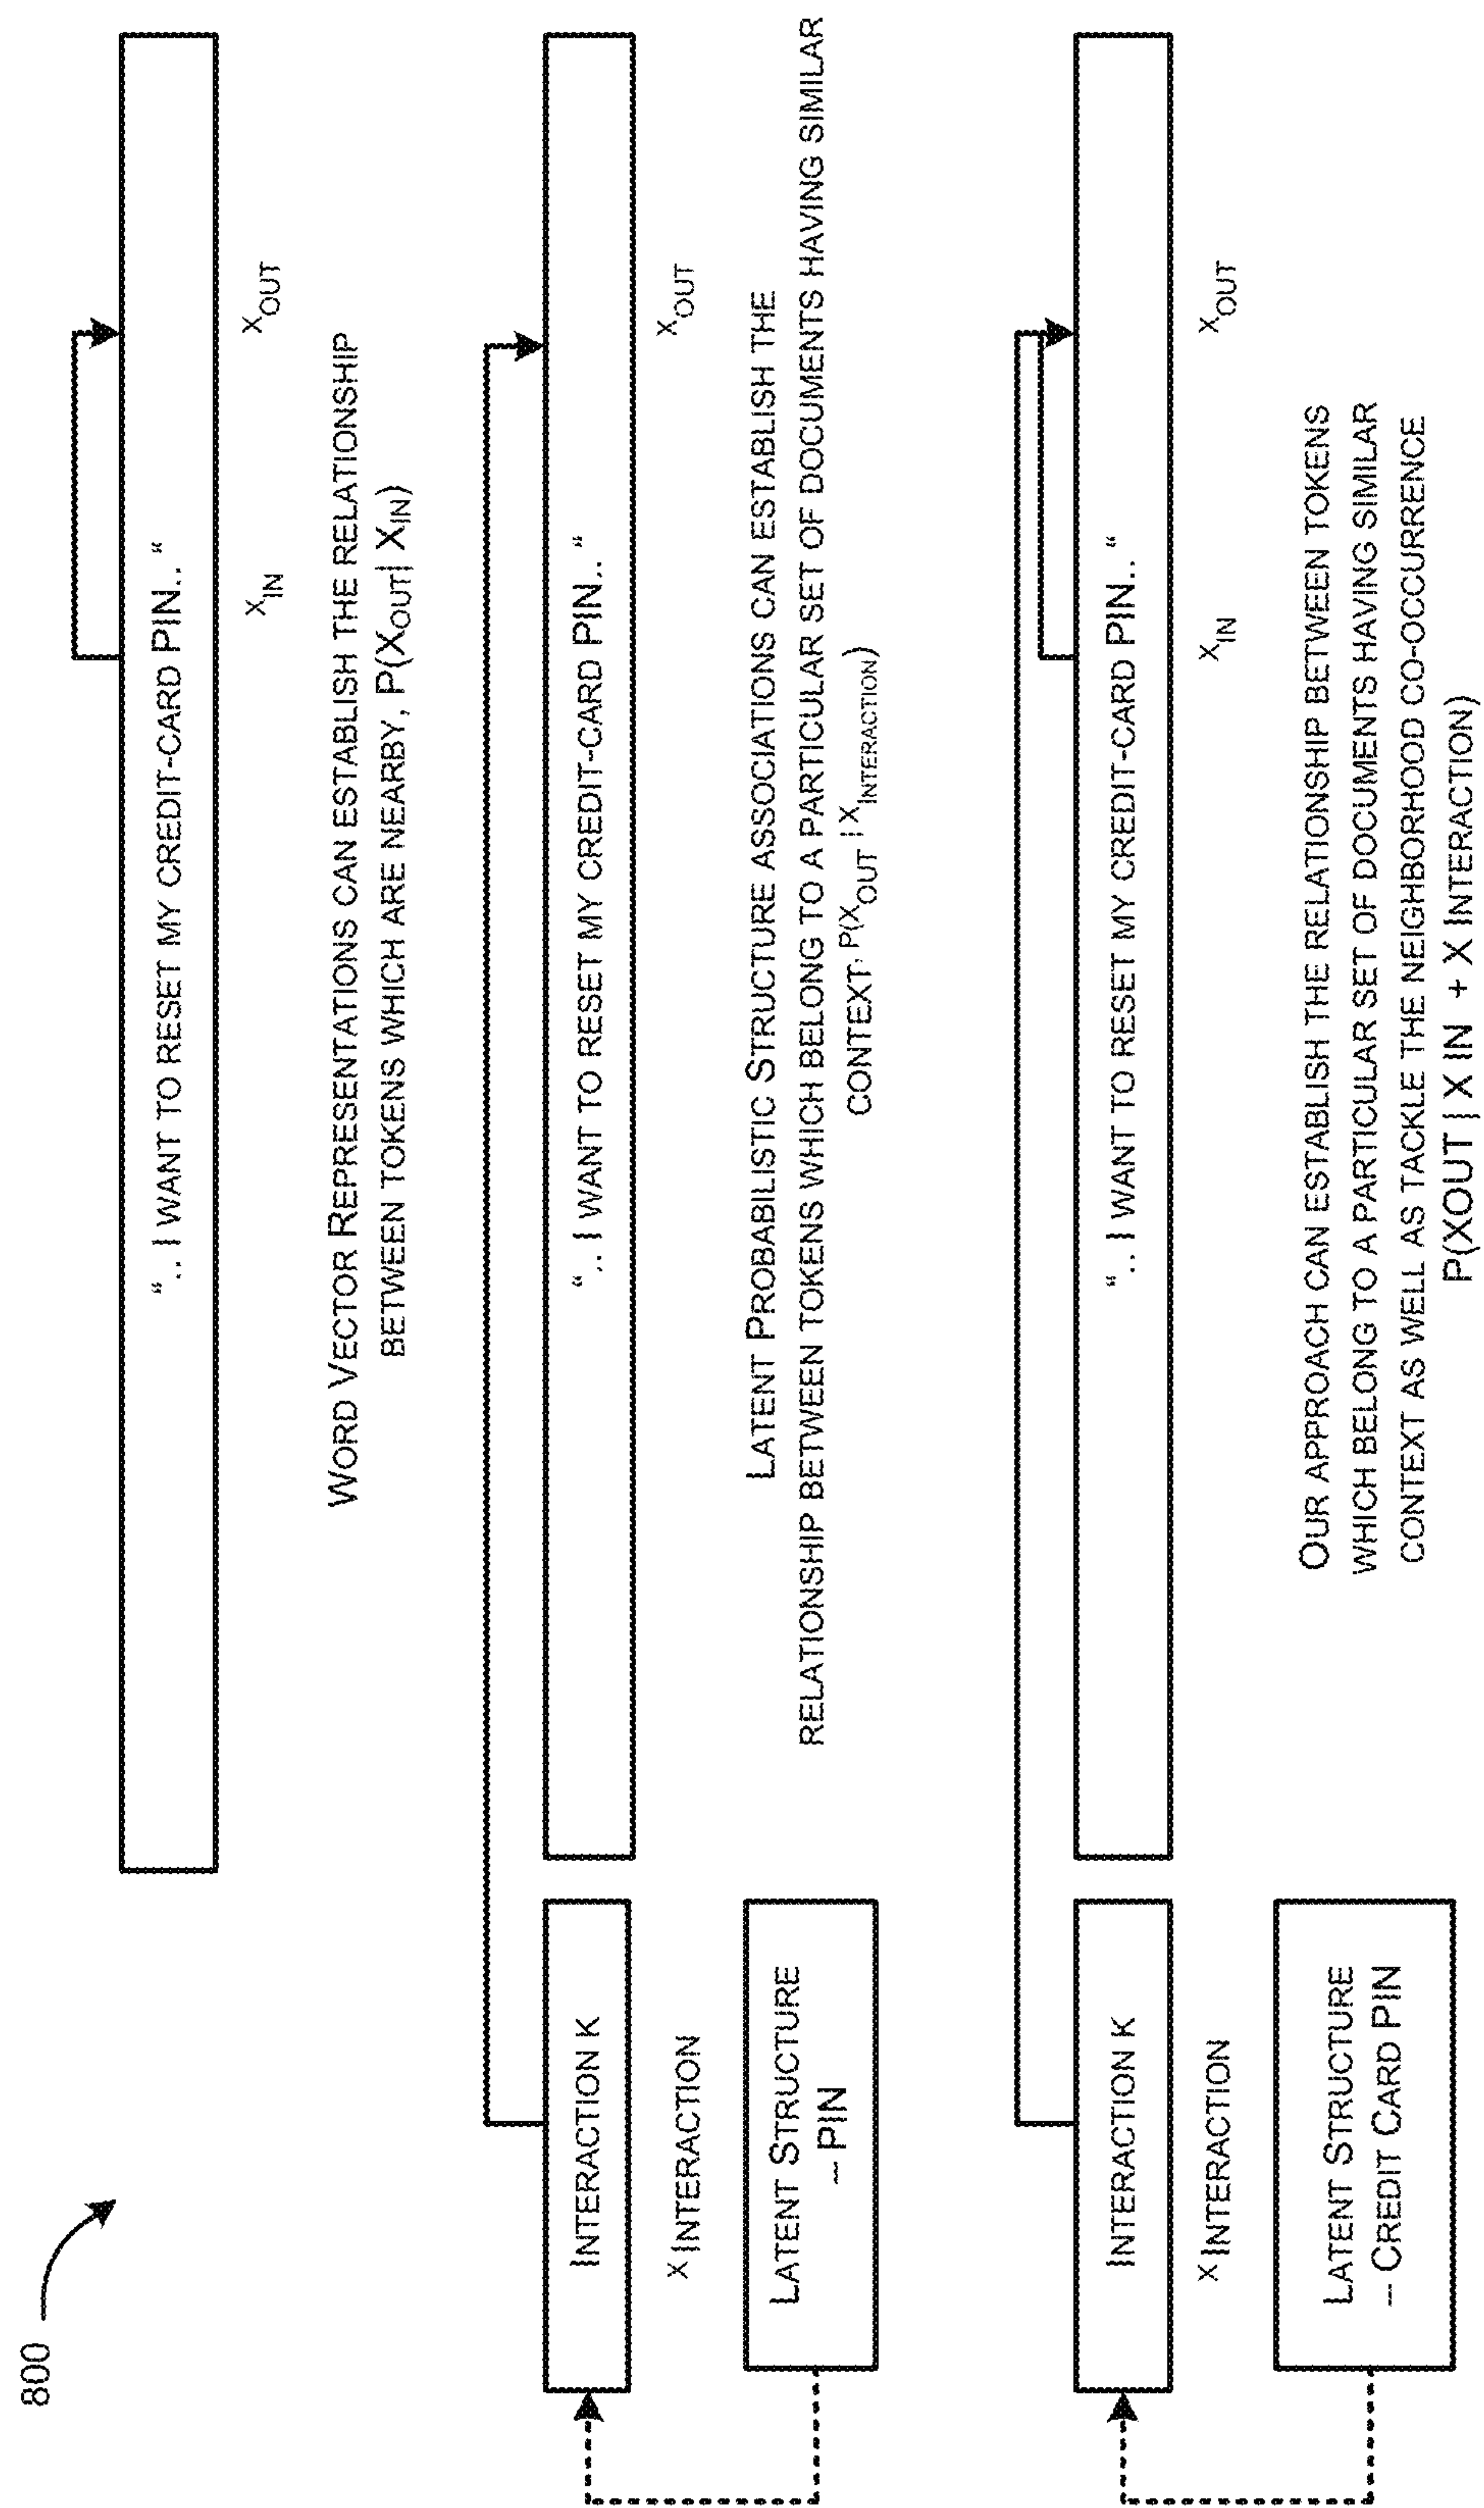 800
“.. I WANT TO RESET MY CREDIT-CARD PIN.. “
XIN XOUT
WORD VECTOR REPRESENTATIONS CAN ESTABLISH THE RELATIONSHIP
BETWEEN TOKENS WHICH ARE NEARBY, P(XOUT| XIN)
INTERACTION K
“.. I WANT TO RESET MY CREDIT-CARD PIN.. “
X INTERACTION
XOUT
LATENT STRUCTURE
– PIN
LATENT PROBABILISTIC STRUCTURE ASSOCIATIONS CAN ESTABLISH THE
RELATIONSHIP BETWEEN TOKENS WHICH BELONG TO A PARTICULAR SET OF DOCUMENTS HAVING SIMILAR
CONTEXT, P(XOUT | XINTERACTION)
INTERACTION K
“.. I WANT TO RESET MY CREDIT-CARD PIN.. “
X INTERACTION
XIN XOUT
LATENT STRUCTURE
-- CREDIT CARD PIN
OUR APPROACH CAN ESTABLISH THE RELATIONSHIP BETWEEN TOKENS
WHICH BELONG TO A PARTICULAR SET OF DOCUMENTS HAVING SIMILAR
CONTEXT AS WELL AS TACKLE THE NEIGHBORHOOD CO-OCCURRENCE
P(XOUT | X IN + X INTERACTION)